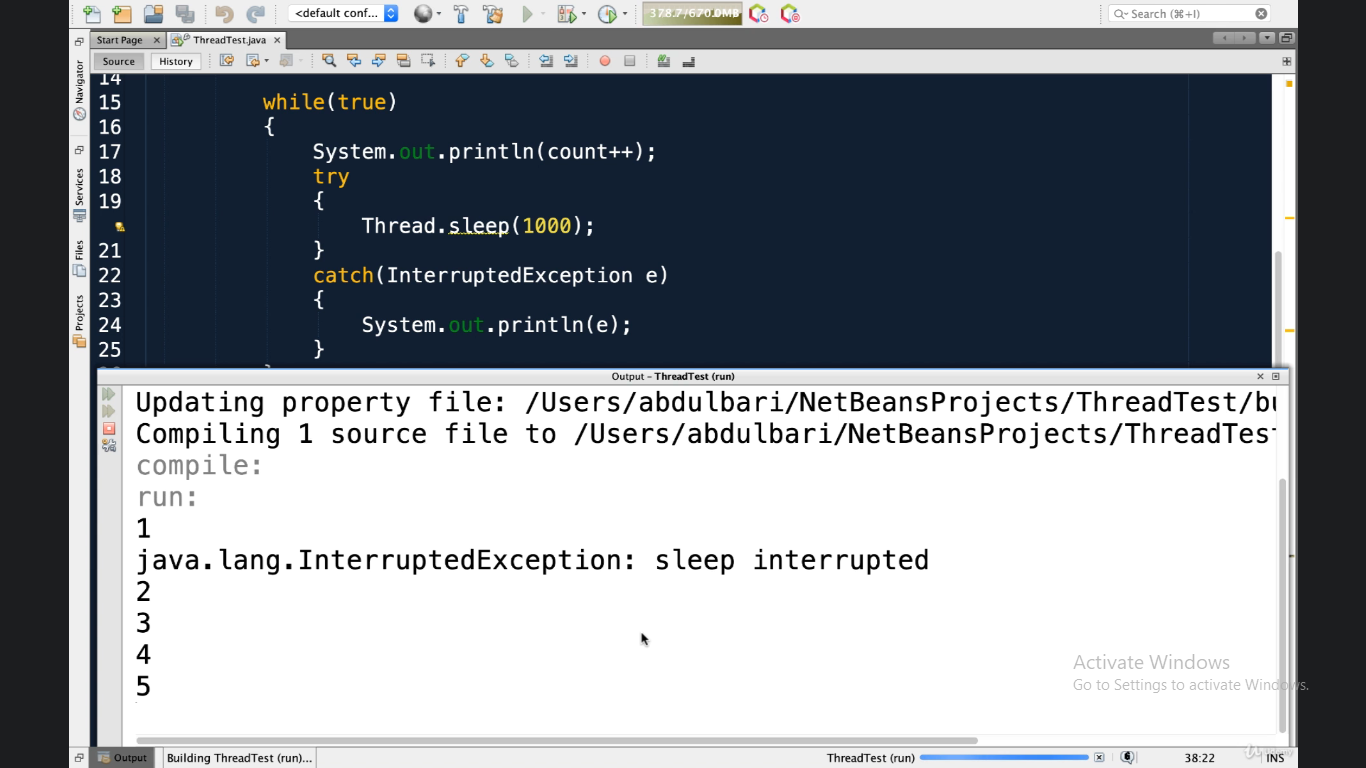 <default conf...
378.7/670.0MB
Search (⌘+I)
Start Page
ThreadTest.java
Source
History
Navigator
Services
Files
Projects
14
15 while(true)
16 {
17 System.out.println(count++);
18 try
19 {
Thread.sleep(1000);
21 }
22 catch(InterruptedException e)
23 {
24 System.out.println(e);
25 }
Output – ThreadTest (run)
Updating property file: /Users/abdulbari/NetBeansProjects/ThreadTest/bu
Compiling 1 source file to /Users/abdulbari/NetBeansProjects/ThreadTest
compile:
run:
1
java.lang.InterruptedException: sleep interrupted
2
3
4
5
Activate Windows
Go to Settings to activate Windows.
Output
Building ThreadTest (run)...
ThreadTest (run)
38:22
INS